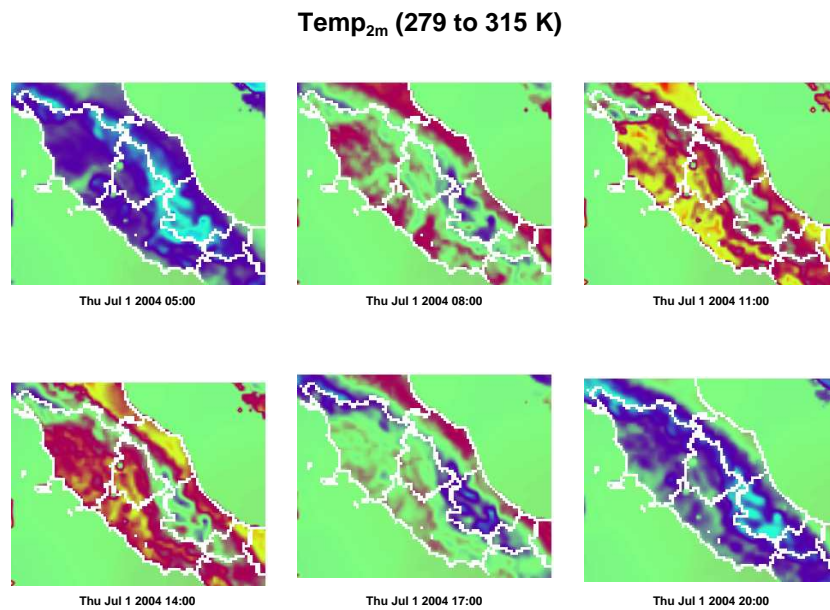 Temp2m (279 to 315 K)
Thu Jul 1 2004 05:00
Thu Jul 1 2004 08:00
Thu Jul 1 2004 11:00
Thu Jul 1 2004 14:00
Thu Jul 1 2004 17:00
Thu Jul 1 2004 20:00